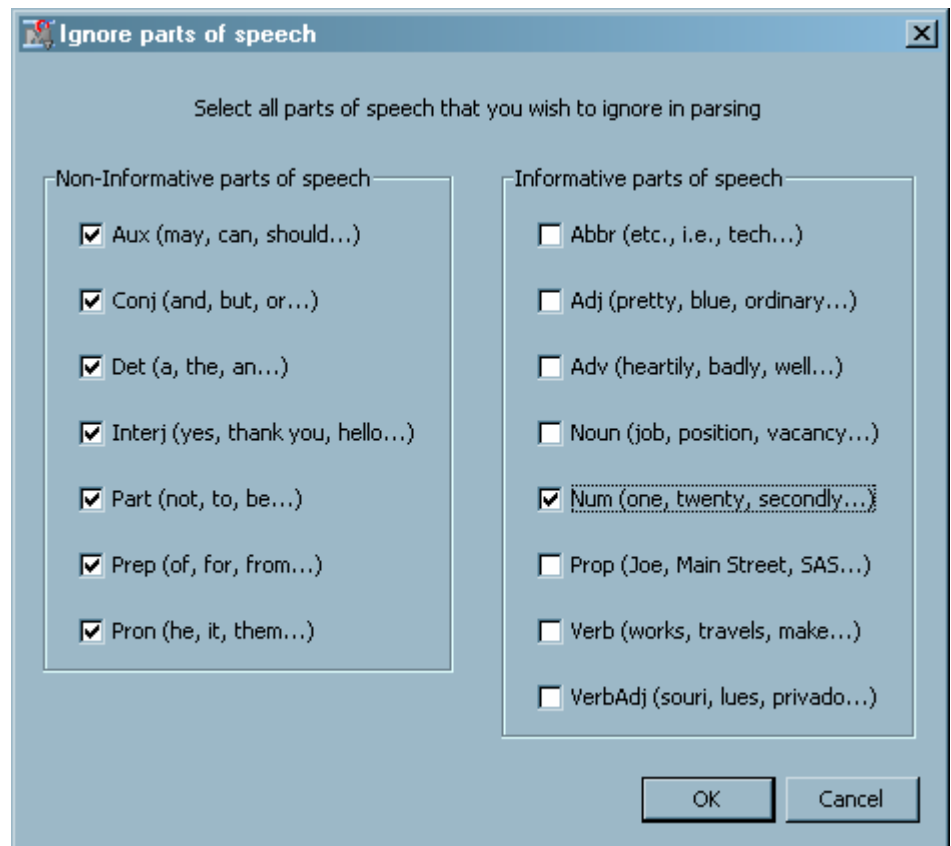 Ignore parts of speech
Select all parts of speech that you wish to ignore in parsing
Non-Informative parts of speech
Aux (may, can, should...)
Conj (and, but, or...)
Det (a, the, an...)
Interj (yes, thank you, hello...)
Part (not, to, be...)
Prep (of, for, from...)
Pron (he, it, them...)
Informative parts of speech
Abbr (etc., i.e., tech...)
Adj (pretty, blue, ordinary...)
Adv (heartily, badly, well...)
Noun (job, position, vacancy...)
Num (one, twenty, secondly...)
Prop (Joe, Main Street, SAS...)
Verb (works, travels, make...)
VerbAdj (souri, lues, privado...)
OK
Cancel